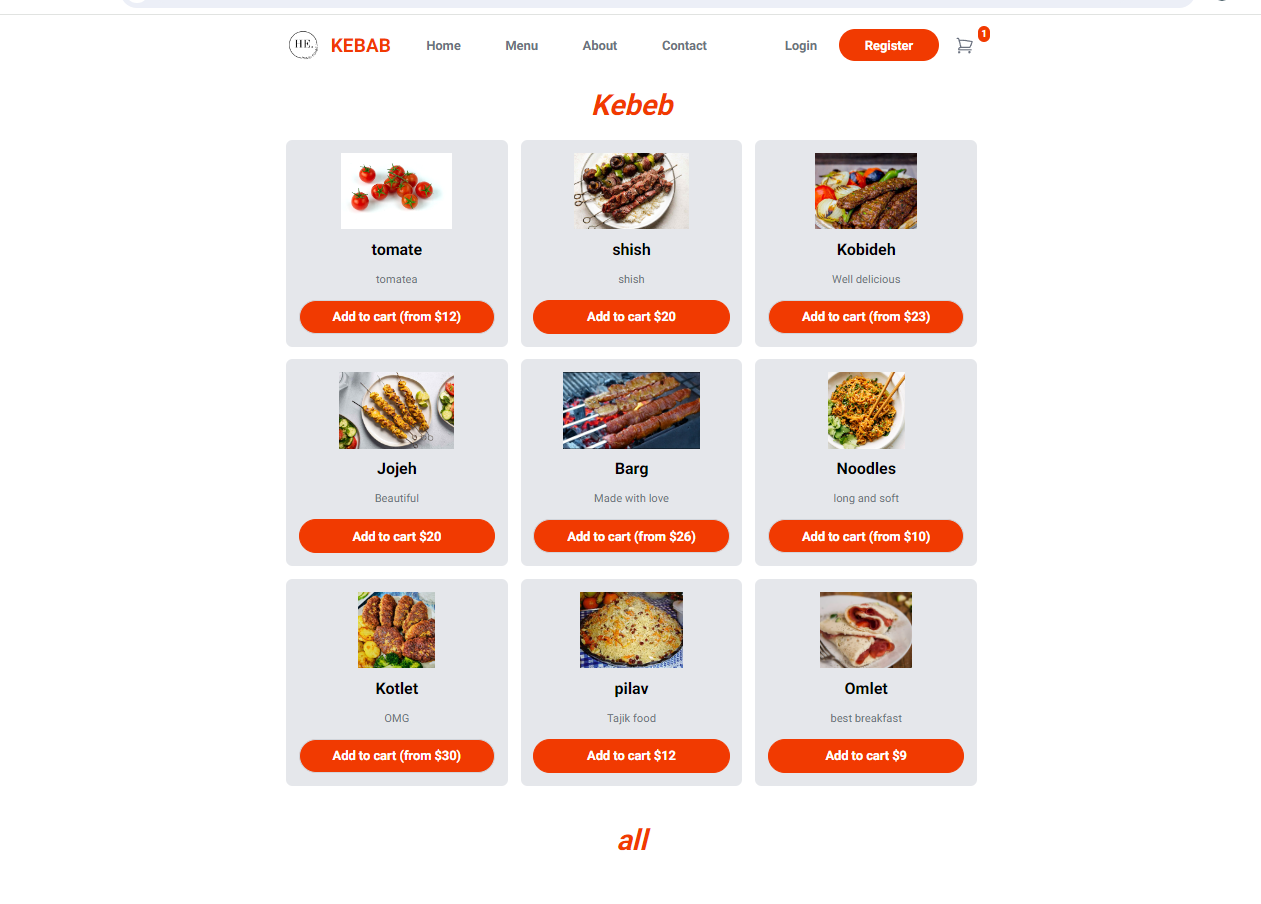 HE. KEBAB Home Menu About Contact Login Register 1
Kebeb
tomate shish Kobideh
tomatea shish Well delicious
Add to cart (from $12) Add to cart $20 Add to cart (from $23)
Jojeh Barg Noodles
Beautiful Made with love long and soft
Add to cart $20 Add to cart (from $26) Add to cart (from $10)
Kotlet pilav Omlet
OMG Tajik food best breakfast
Add to cart (from $30) Add to cart $12 Add to cart $9
all